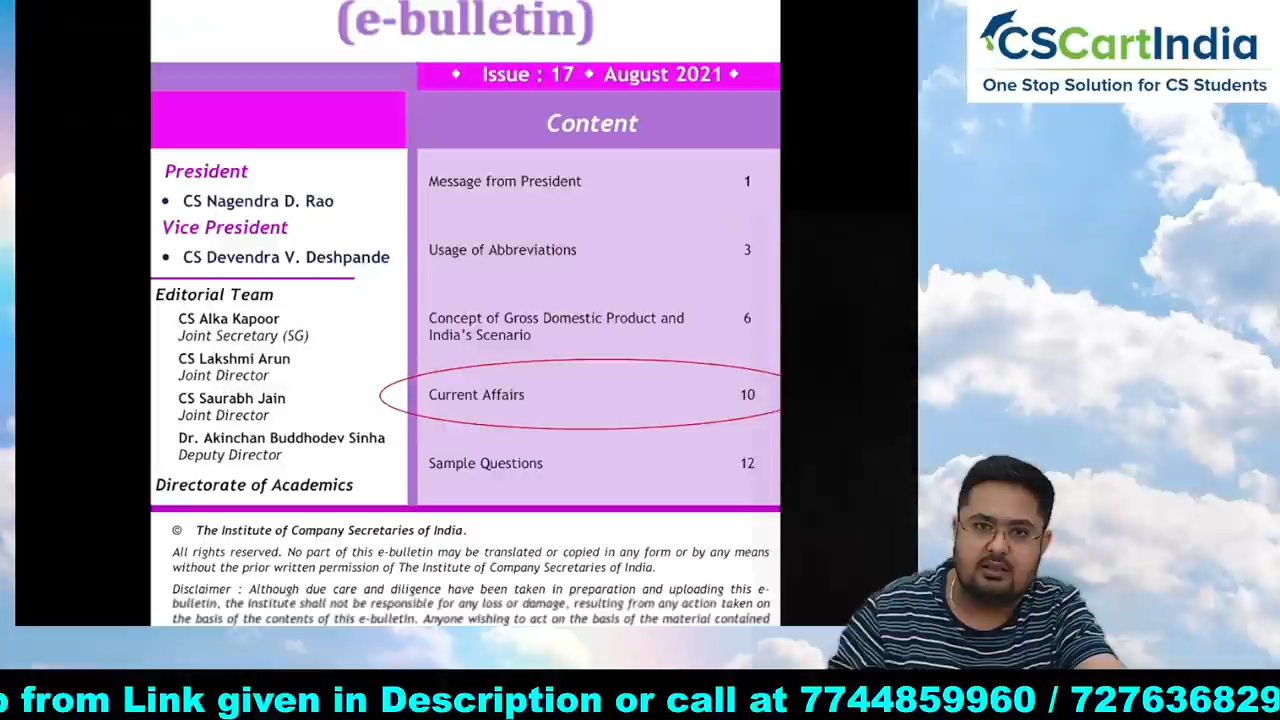 (e-bulletin)
CSCartIndia
One Stop Solution for CS Students
• Issue : 17 • August 2021 •
Content
President
• CS Nagendra D. Rao
Vice President
• CS Devendra V. Deshpande
Editorial Team
CS Alka Kapoor
Joint Secretary (SG)
CS Lakshmi Arun
Joint Director
CS Saurabh Jain
Joint Director
Dr. Akinchan Buddhodev Sinha
Deputy Director
Directorate of Academics
Message from President 1
Usage of Abbreviations 3
Concept of Gross Domestic Product and 6
India’s Scenario
Current Affairs 10
Sample Questions 12
© The Institute of Company Secretaries of India.
All rights reserved. No part of this e-bulletin may be translated or copied in any form or by any means
without the prior written permission of The Institute of Company Secretaries of India.
Disclaimer : Although due care and diligence have been taken in preparation and uploading this e-
bulletin, the Institute shall not be responsible for any loss or damage, resulting from any action taken on
the basis of the contents of this e-bulletin. Anyone wishing to act on the basis of the material contained
from Link given in Description or call at 7744859960 / 727636829